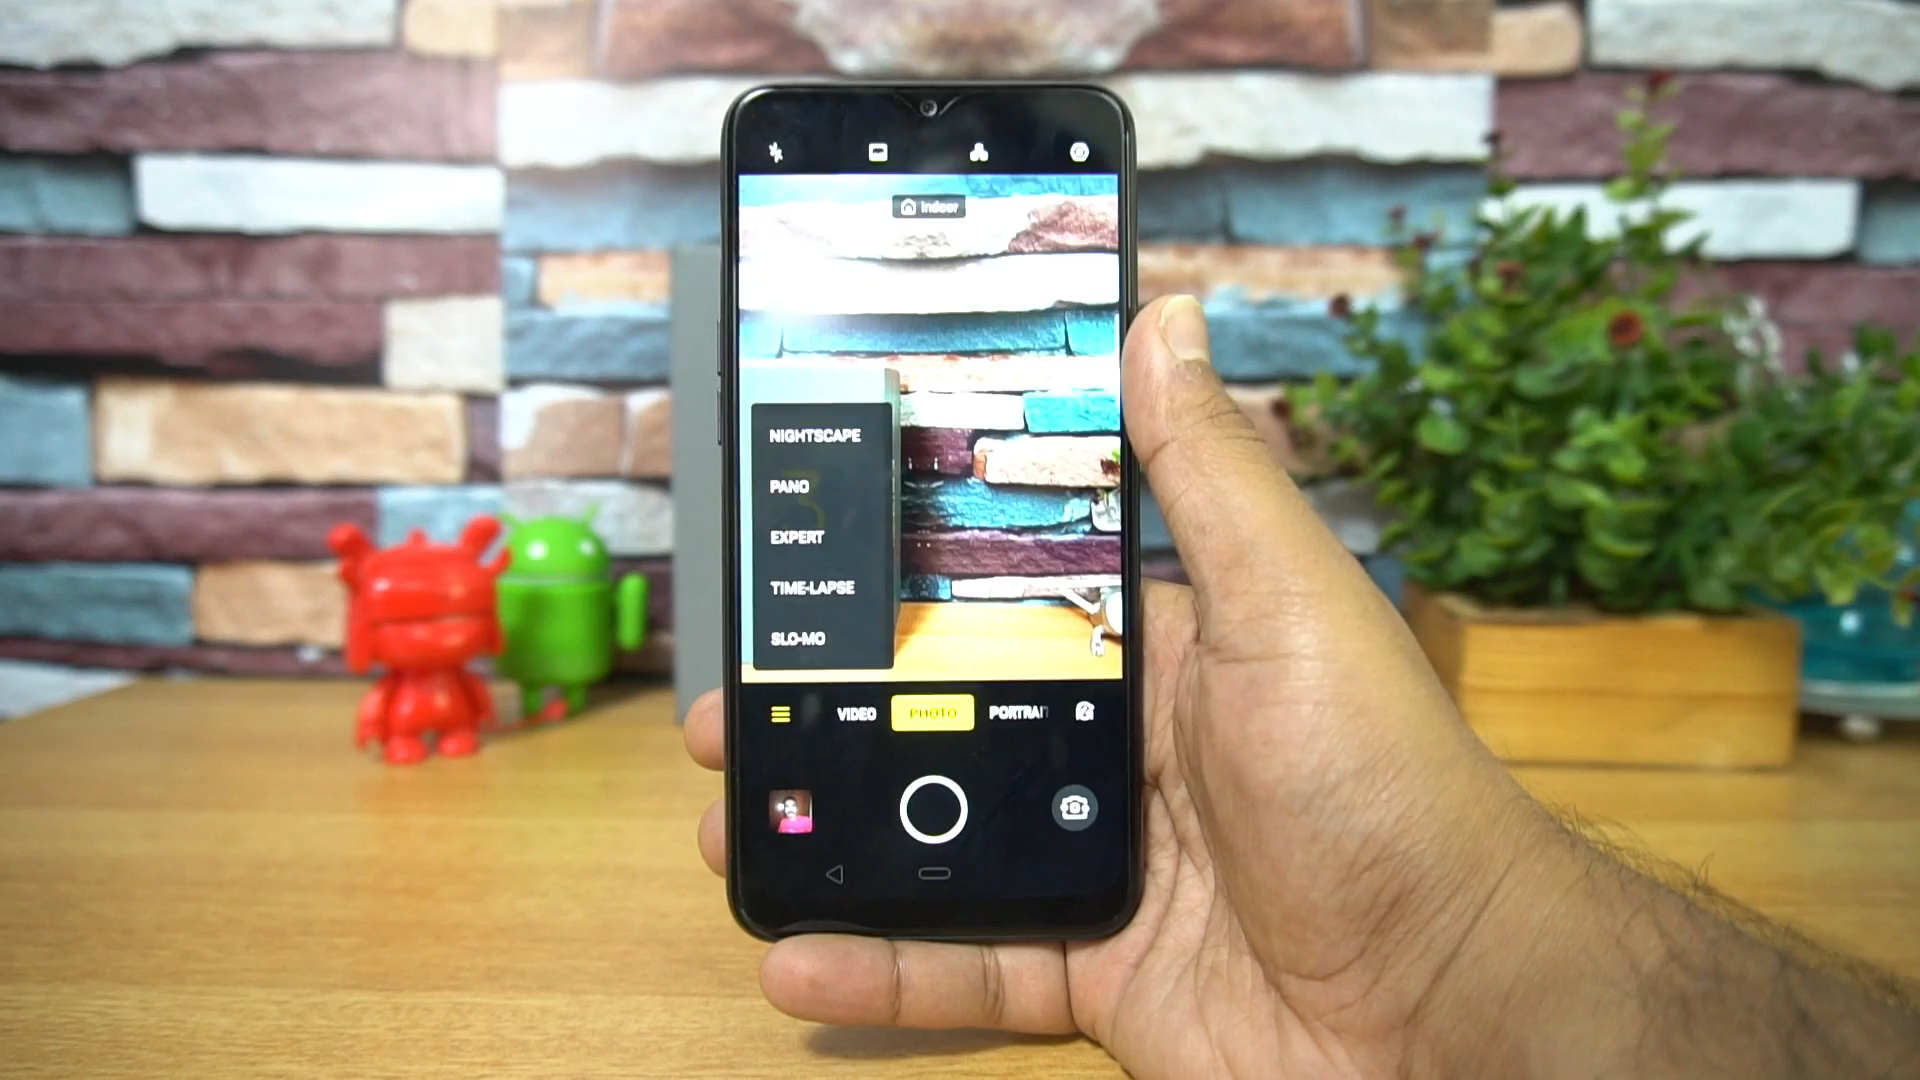 Indoor
NIGHTSCAPE
PANO
EXPERT
TIME-LAPSE
SLO-MO
VIDEO PHOTO PORTRAI